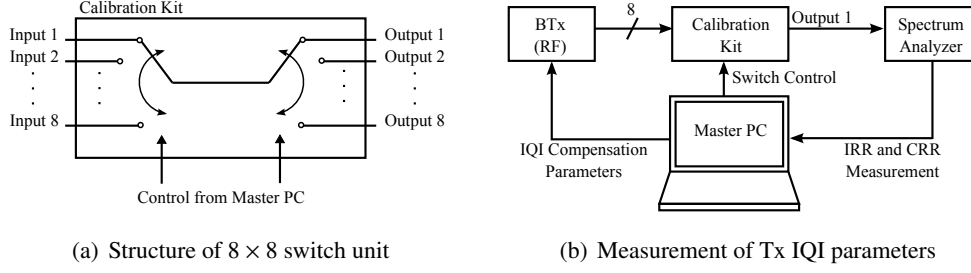 Calibration Kit
Input 1
Input 2
Input 8
Output 1
Output 2
Output 8
Control from Master PC
(a) Structure of 8 × 8 switch unit
BTx
(RF)
8
Calibration
Kit
Output 1
Spectrum
Analyzer
Switch Control
Master PC
IQI Compensation
Parameters
IRR and CRR
Measurement
(b) Measurement of Tx IQI parameters